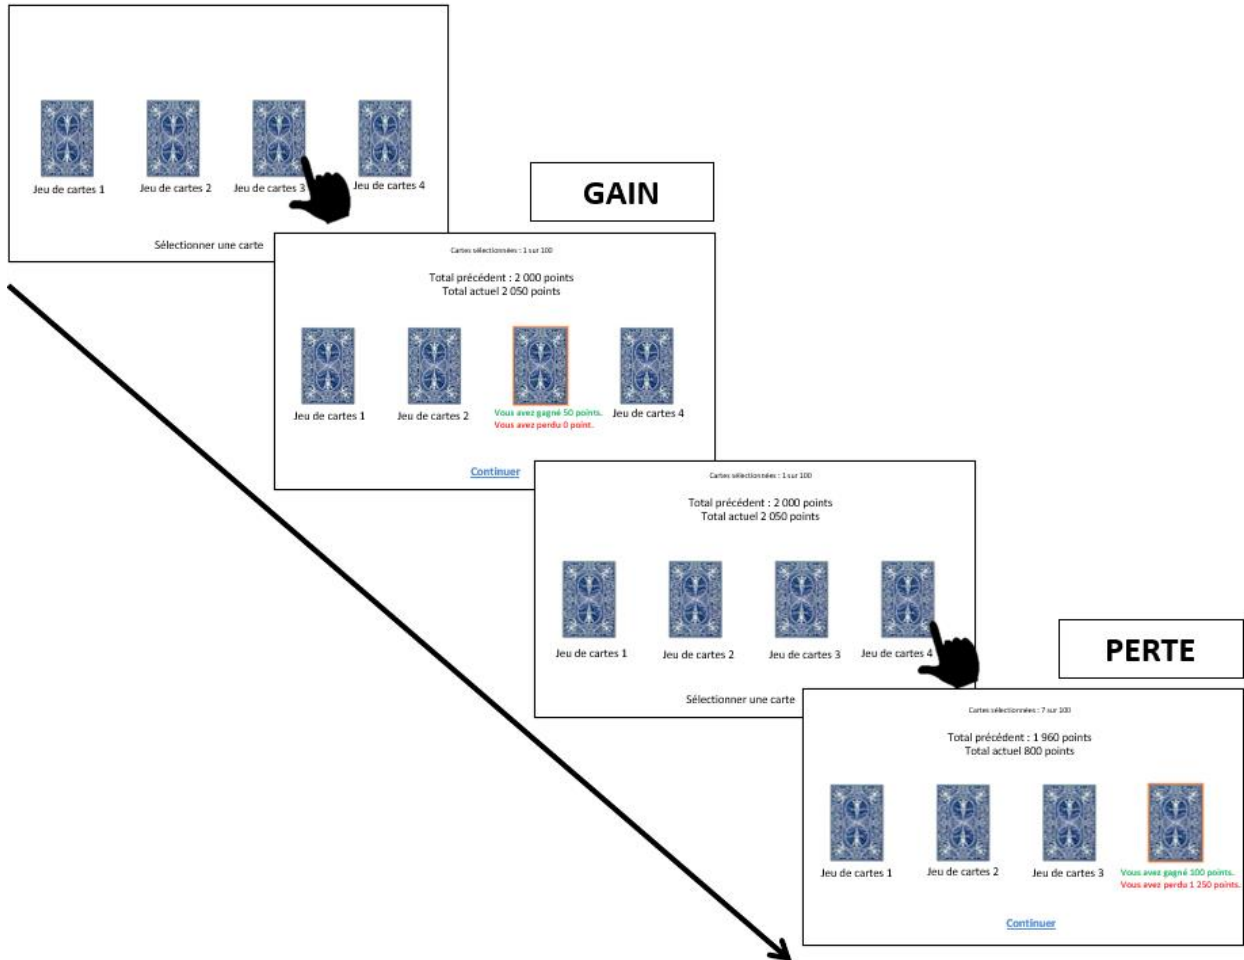 Jeu de cartes 1
Jeu de cartes 2
Jeu de cartes 3
Jeu de cartes 4
Sélectionner une carte
GAIN
Cartes sélectionnées : 1 sur 100
Total précédent : 2 000 points
Total actuel 2 050 points
Jeu de cartes 1
Jeu de cartes 2
Vous avez gagné 50 points.
Vous avez perdu 0 point.
Jeu de cartes 4
Continuer
Cartes sélectionnées : 1 sur 100
Total précédent : 2 000 points
Total actuel 2 050 points
Jeu de cartes 1
Jeu de cartes 2
Jeu de cartes 3
Jeu de cartes 4
Sélectionner une carte
PERTE
Cartes sélectionnées : 7 sur 100
Total précédent : 1 960 points
Total actuel 800 points
Jeu de cartes 1
Jeu de cartes 2
Jeu de cartes 3
Vous avez gagné 100 points.
Vous avez perdu 1 250 points.
Continuer